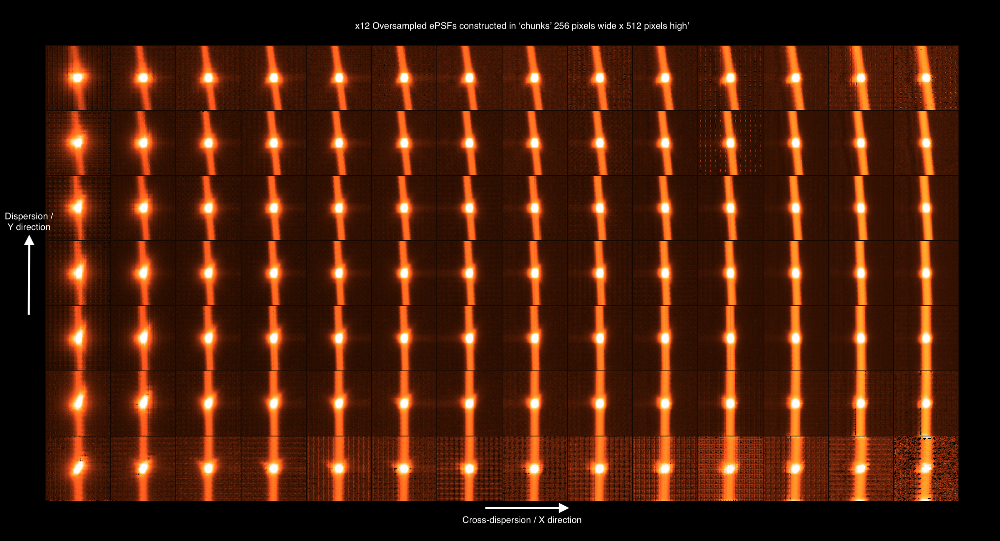 x12 Oversampled ePSFs constructed in ‘chunks’ 256 pixels wide x 512 pixels high’
Dispersion /
Y direction
Cross-dispersion / X direction